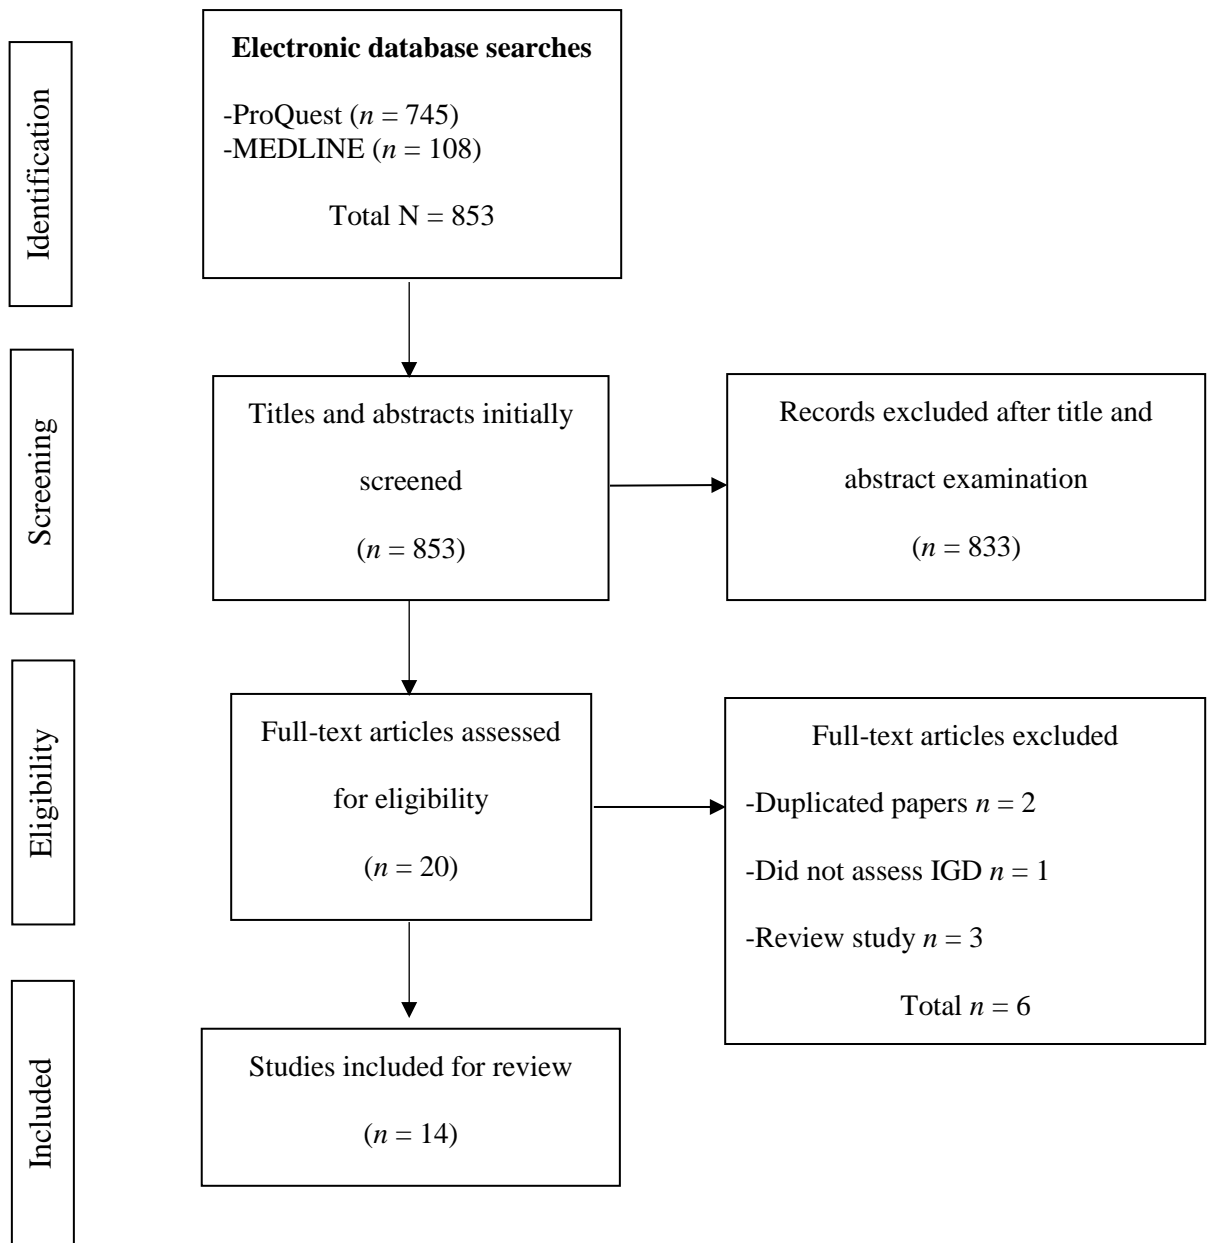 Identification
Electronic database searches
-ProQuest (n = 745)
-MEDLINE (n = 108)
Total N = 853
Screening
Titles and abstracts initially
screened
(n = 853)
Records excluded after title and
abstract examination
(n = 833)
Eligibility
Full-text articles assessed
for eligibility
(n = 20)
Full-text articles excluded
-Duplicated papers n = 2
-Did not assess IGD n = 1
-Review study n = 3
Total n = 6
Included
Studies included for review
(n = 14)